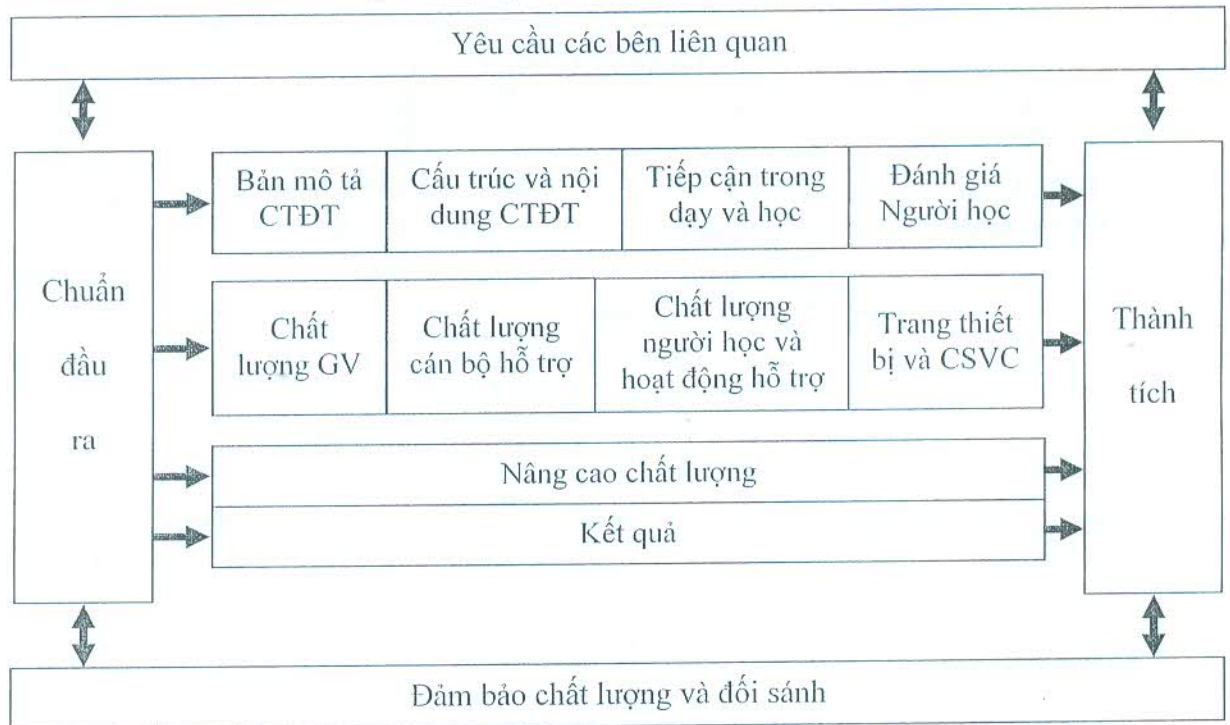 Yêu cầu các bên liên quan
Chuẩn
đầu
ra
Bản mô tả
CTĐT
Cấu trúc và nội
dung CTĐT
Tiếp cận trong
dạy và học
Đánh giá
Người học
Chất
lượng GV
Chất lượng
cán bộ hỗ trợ
Chất lượng
người học và
hoạt động hỗ trợ
Trang thiết
bị và CSVC
Nâng cao chất lượng
Kết quả
Thành
tích
Đảm bảo chất lượng và đối sánh